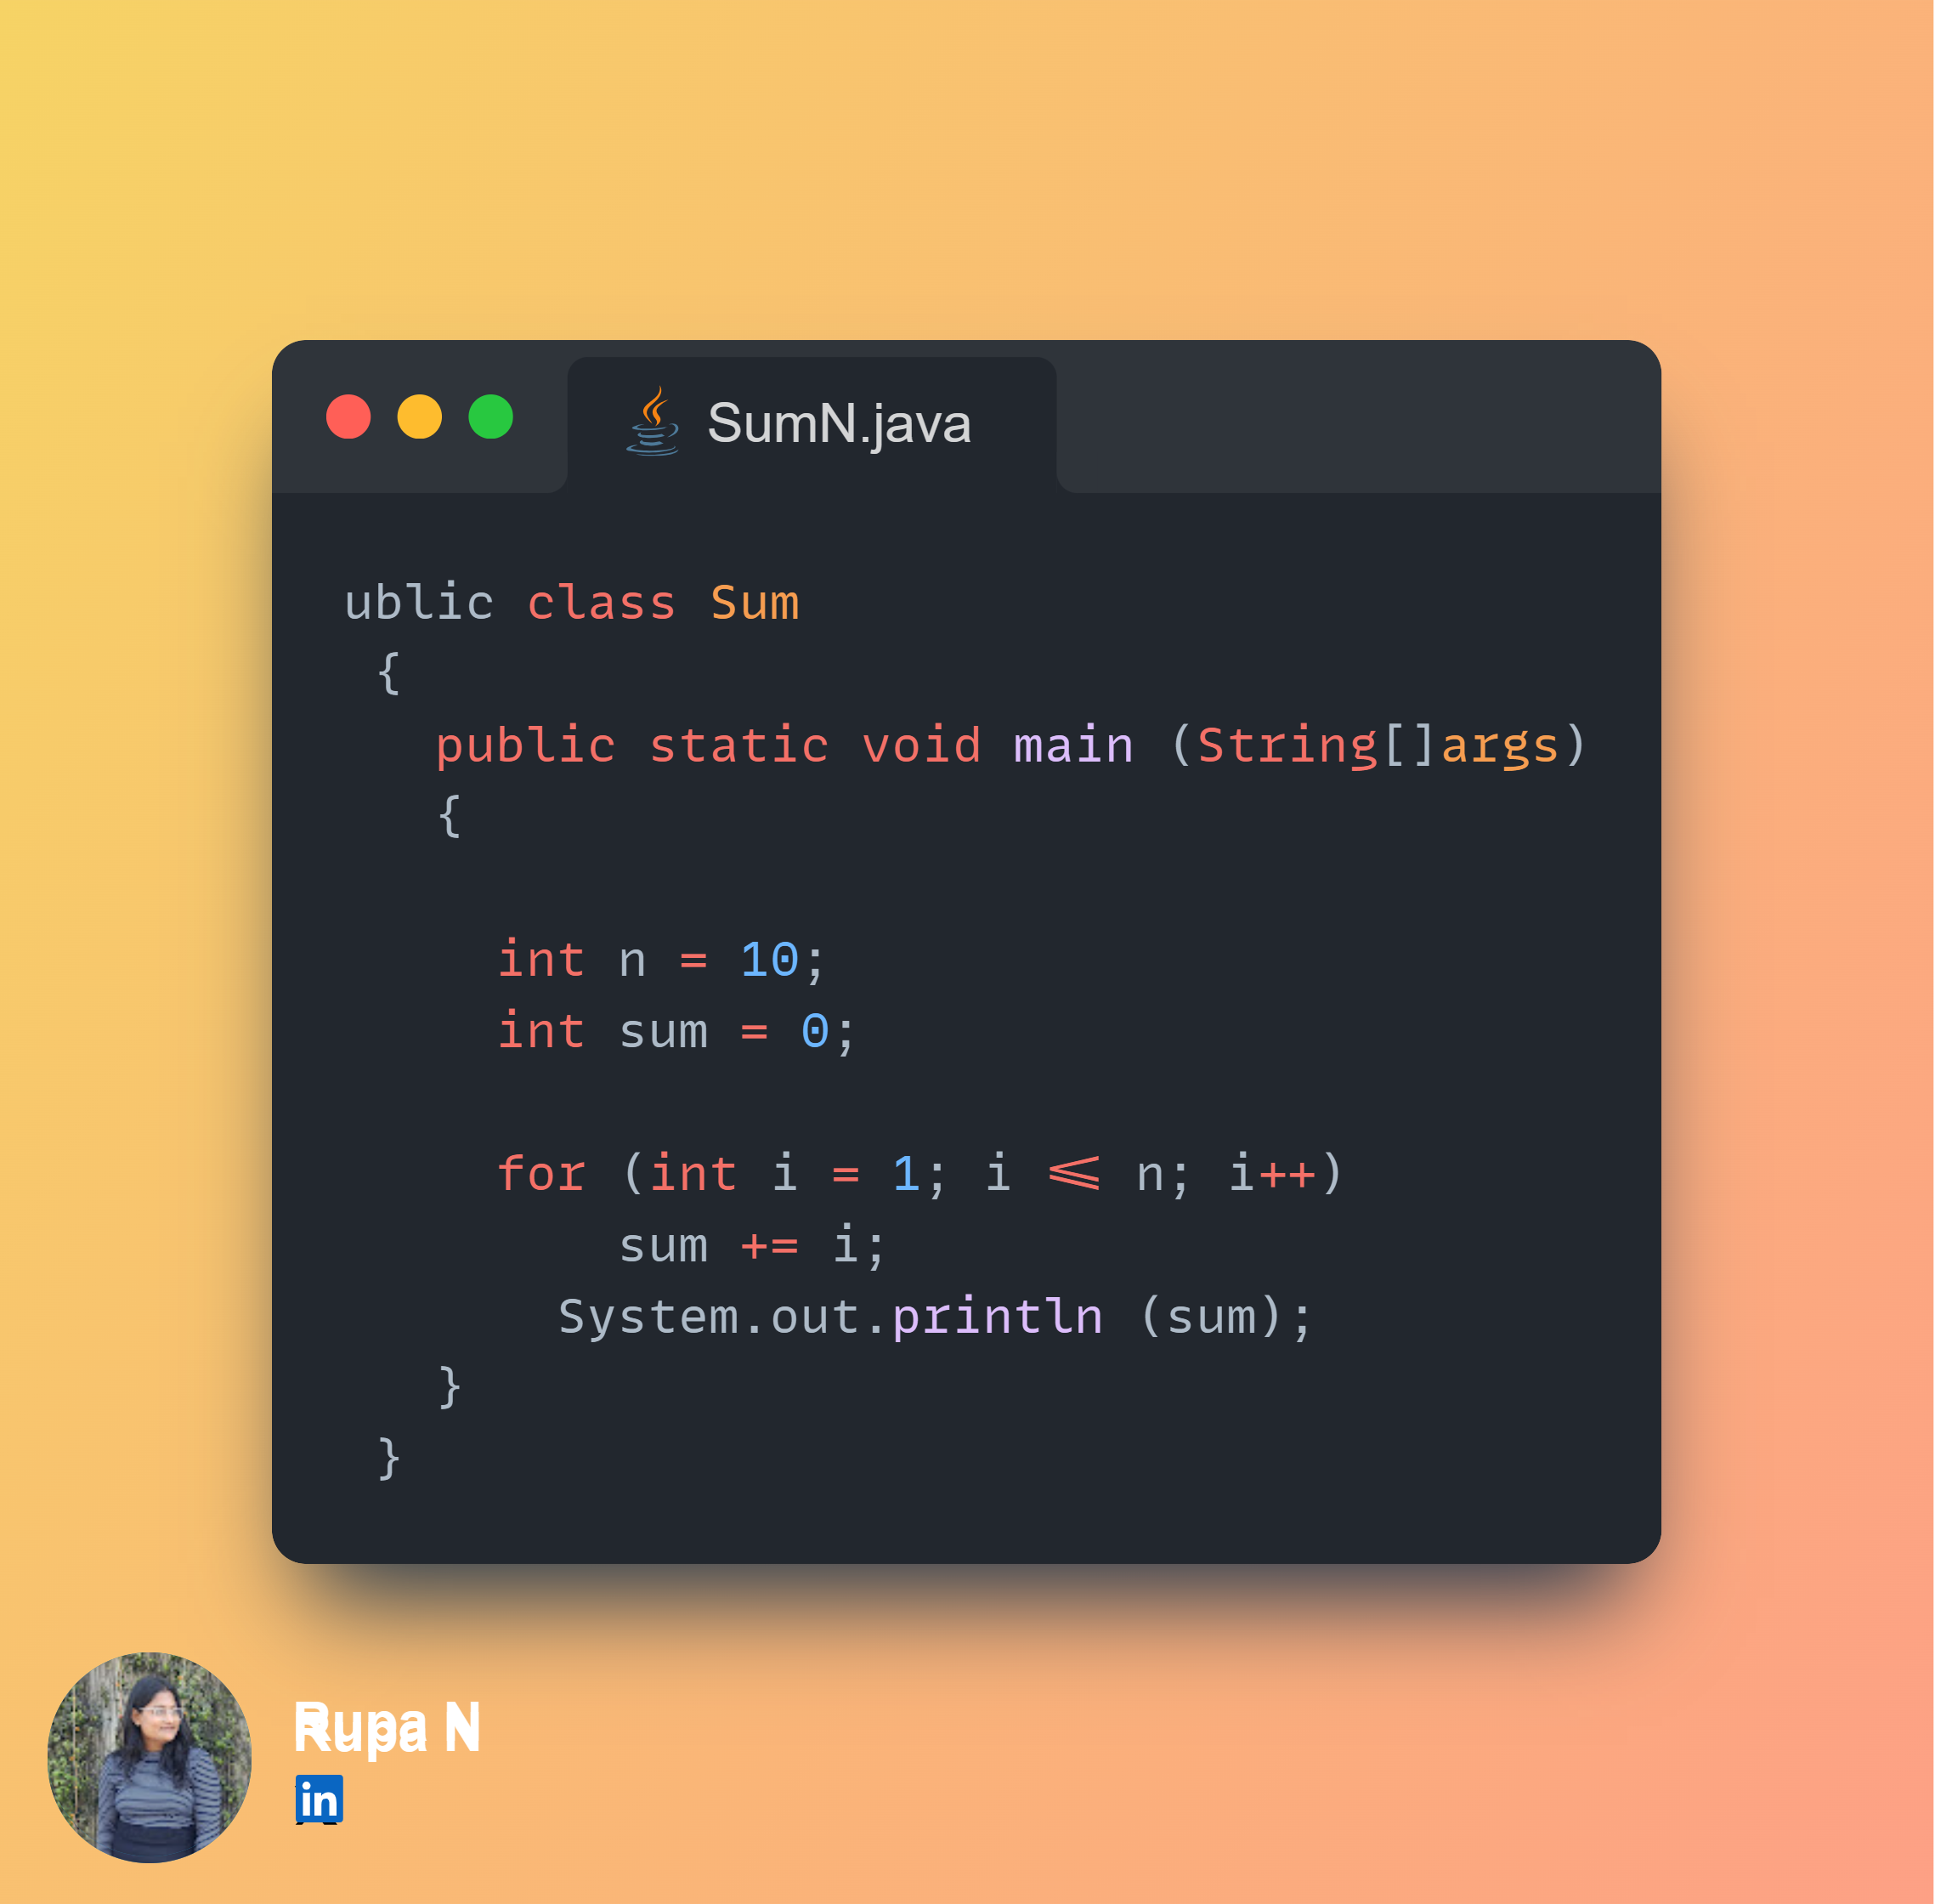 SumN.java
ublic class Sum
{
public static void main (String[]args)
{
int n = 10;
int sum = 0;
for (int i = 1; i <= n; i++)
sum += i;
System.out.println (sum);
}
}
Rupa N
in